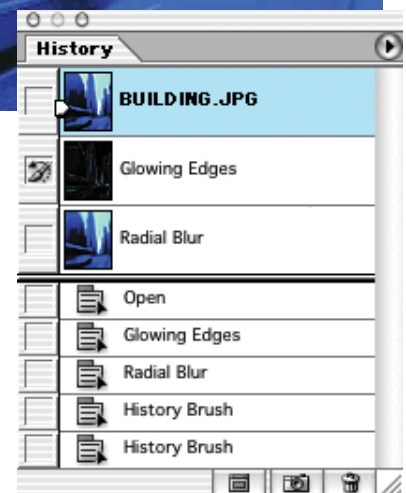 History
BUILDING.JPG
Glowing Edges
Radial Blur
Open
Glowing Edges
Radial Blur
History Brush
History Brush